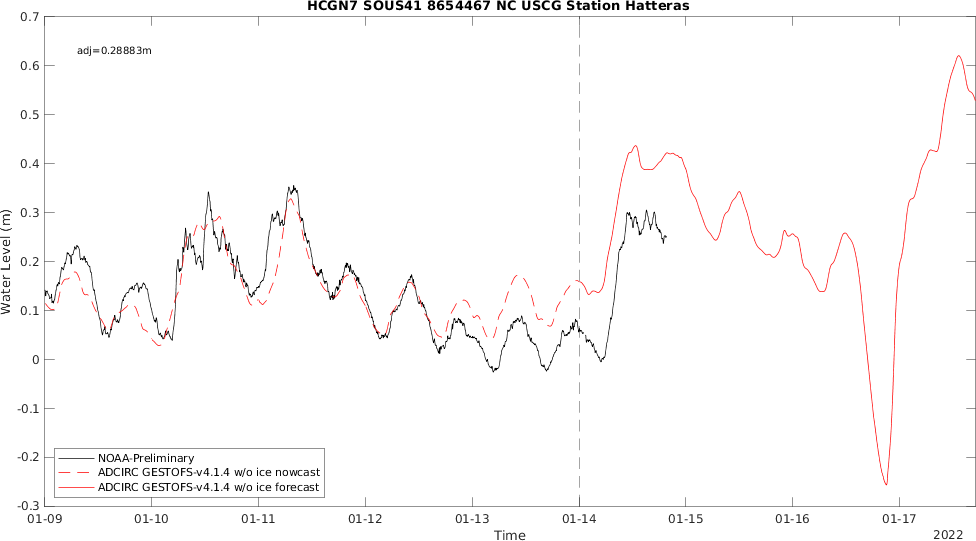 HCGN7 SOUS41 8654467 NC USCG Station Hatteras
0.7
adj=0.28883m
0.6
0.5
0.4
0.3
0.2
0.1
0
-0.1
-0.2
-0.3
Water Level (m)
NOAA-Preliminary
ADCIRC GESTOFS-v4.1.4 w/o ice nowcast
ADCIRC GESTOFS-v4.1.4 w/o ice forecast
01-09 01-10 01-11 01-12 01-13 01-14 01-15 01-16 01-17
Time
2022